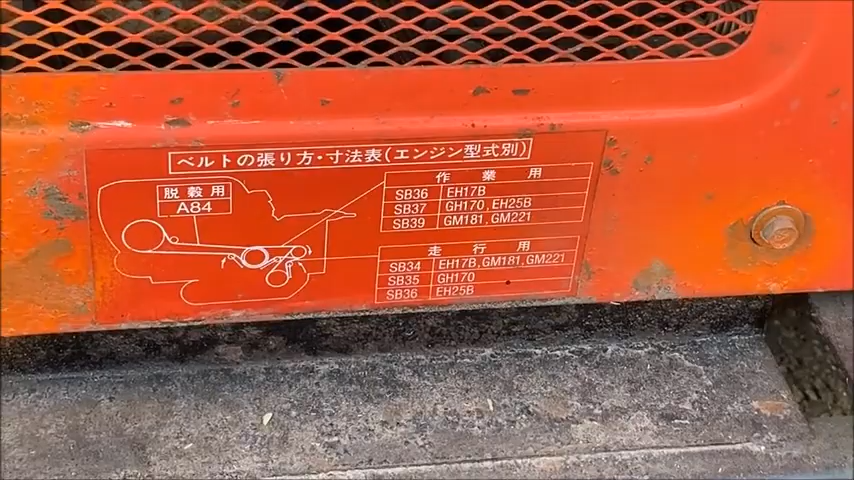 ベルトの張り方・寸法表(エンジン型式別)
脱穀用
A84
作業用
SB36 EH17B
SB37 GH170, EH25B
SB39 GM181, GM221
走行用
SB34 EH17B,GM181,GM221
SB35 GH170
SB36 EH25B